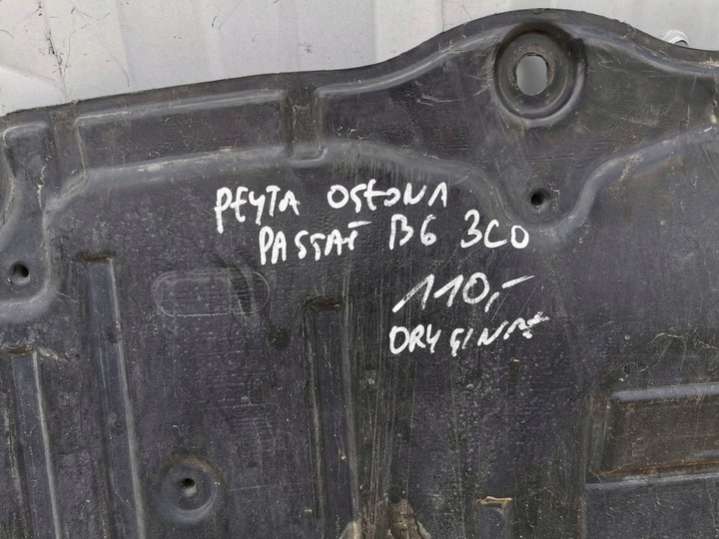 PŁYTA OSŁONA
PASSAT B6 3C0
110,-
ORYGINAŁ